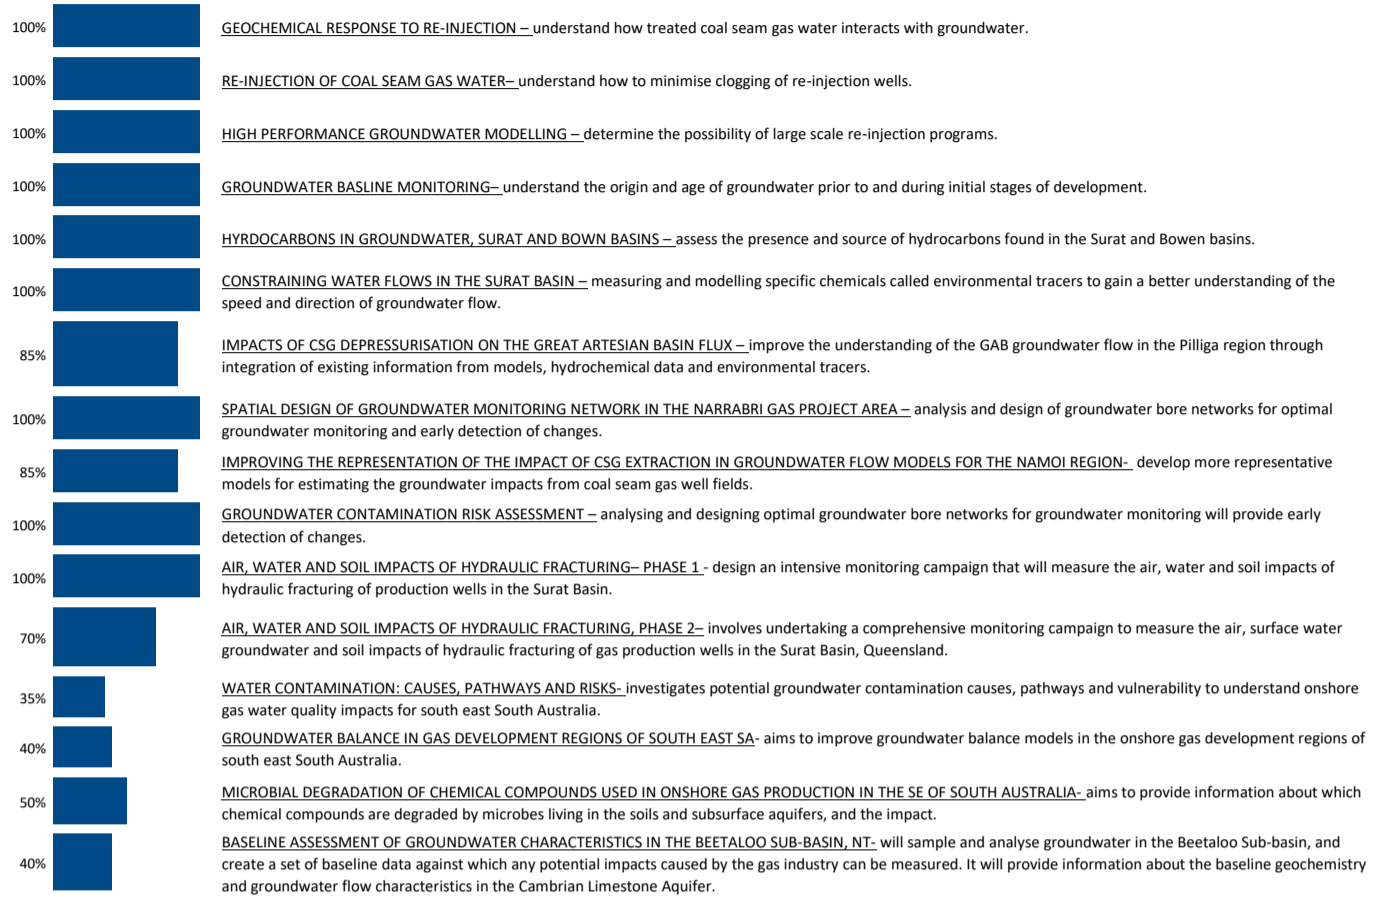 100% GEOCHEMICAL RESPONSE TO RE-INJECTION – understand how treated coal seam gas water interacts with groundwater.
100% RE-INJECTION OF COAL SEAM GAS WATER– understand how to minimise clogging of re-injection wells.
100% HIGH PERFORMANCE GROUNDWATER MODELLING – determine the possibility of large scale re-injection programs.
100% GROUNDWATER BASLINE MONITORING– understand the origin and age of groundwater prior to and during initial stages of development.
100% HYRDOCARBONS IN GROUNDWATER, SURAT AND BOWN BASINS – assess the presence and source of hydrocarbons found in the Surat and Bowen basins.
100% CONSTRAINING WATER FLOWS IN THE SURAT BASIN – measuring and modelling specific chemicals called environmental tracers to gain a better understanding of the
speed and direction of groundwater flow.
85% IMPACTS OF CSG DEPRESSURISATION ON THE GREAT ARTESIAN BASIN FLUX – improve the understanding of the GAB groundwater flow in the Pilliga region through
integration of existing information from models, hydrochemical data and environmental tracers.
100% SPATIAL DESIGN OF GROUNDWATER MONITORING NETWORK IN THE NARRABRI GAS PROJECT AREA – analysis and design of groundwater bore networks for optimal
groundwater monitoring and early detection of changes.
85% IMPROVING THE REPRESENTATION OF THE IMPACT OF CSG EXTRACTION IN GROUNDWATER FLOW MODELS FOR THE NAMOI REGION- develop more representative
models for estimating the groundwater impacts from coal seam gas well fields.
100% GROUNDWATER CONTAMINATION RISK ASSESSMENT – analysing and designing optimal groundwater bore networks for groundwater monitoring will provide early
detection of changes.
100% AIR, WATER AND SOIL IMPACTS OF HYDRAULIC FRACTURING– PHASE 1 - design an intensive monitoring campaign that will measure the air, water and soil impacts of
hydraulic fracturing of production wells in the Surat Basin.
70% AIR, WATER AND SOIL IMPACTS OF HYDRAULIC FRACTURING, PHASE 2– involves undertaking a comprehensive monitoring campaign to measure the air, surface water
groundwater and soil impacts of hydraulic fracturing of gas production wells in the Surat Basin, Queensland.
35% WATER CONTAMINATION: CAUSES, PATHWAYS AND RISKS- investigates potential groundwater contamination causes, pathways and vulnerability to understand onshore
gas water quality impacts for south east South Australia.
40% GROUNDWATER BALANCE IN GAS DEVELOPMENT REGIONS OF SOUTH EAST SA- aims to improve groundwater balance models in the onshore gas development regions of
south east South Australia.
50% MICROBIAL DEGRADATION OF CHEMICAL COMPOUNDS USED IN ONSHORE GAS PRODUCTION IN THE SE OF SOUTH AUSTRALIA- aims to provide information about which
chemical compounds are degraded by microbes living in the soils and subsurface aquifers, and the impact.
40% BASELINE ASSESSMENT OF GROUNDWATER CHARACTERISTICS IN THE BEETALOO SUB-BASIN, NT- will sample and analyse groundwater in the Beetaloo Sub-basin, and
create a set of baseline data against which any potential impacts caused by the gas industry can be measured. It will provide information about the baseline geochemistry
and groundwater flow characteristics in the Cambrian Limestone Aquifer.